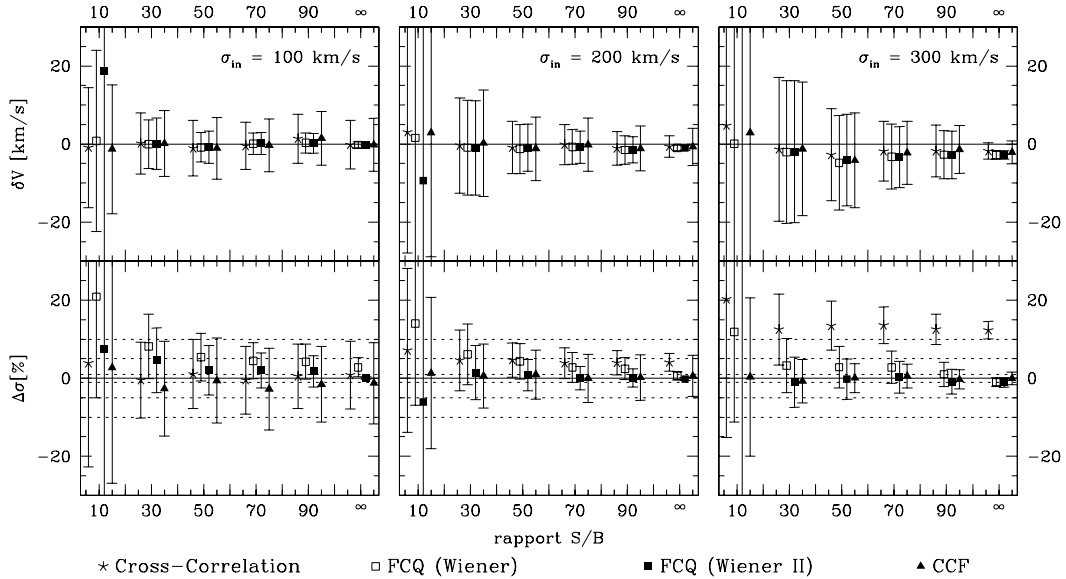 10 30 50 70 90 ∞ 10 30 50 70 90 ∞ 10 30 50 70 90 ∞
σin = 100 km/s σin = 200 km/s σin = 300 km/s
20 20
δV [km/s]
0 0
-20 -20
20 20
Δσ[%]
0 0
-20 -20
10 30 50 70 90 ∞ 10 30 50 70 90 ∞ 10 30 50 70 90 ∞
rapport S/B
Cross-Correlation FCQ (Wiener) FCQ (Wiener II) CCF